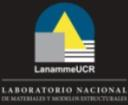 LanammeUCR
LABORATORIO NACIONAL
DE MATERIALES Y MODELOS ESTRUCTURALES